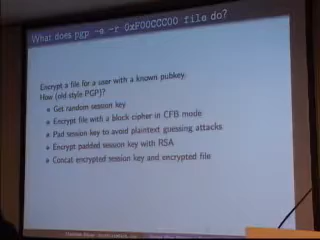 What does pgp -e -r 0xF00CCC00 file do?
Encrypt a file for a user with a known pubkey.
How (old style PGP)?
Get random session key
Encrypt file with a block cipher in CFB mode
Pad session key to avoid plaintext guessing attacks
Encrypt padded session key with RSA
Concat encrypted session key and encrypted file